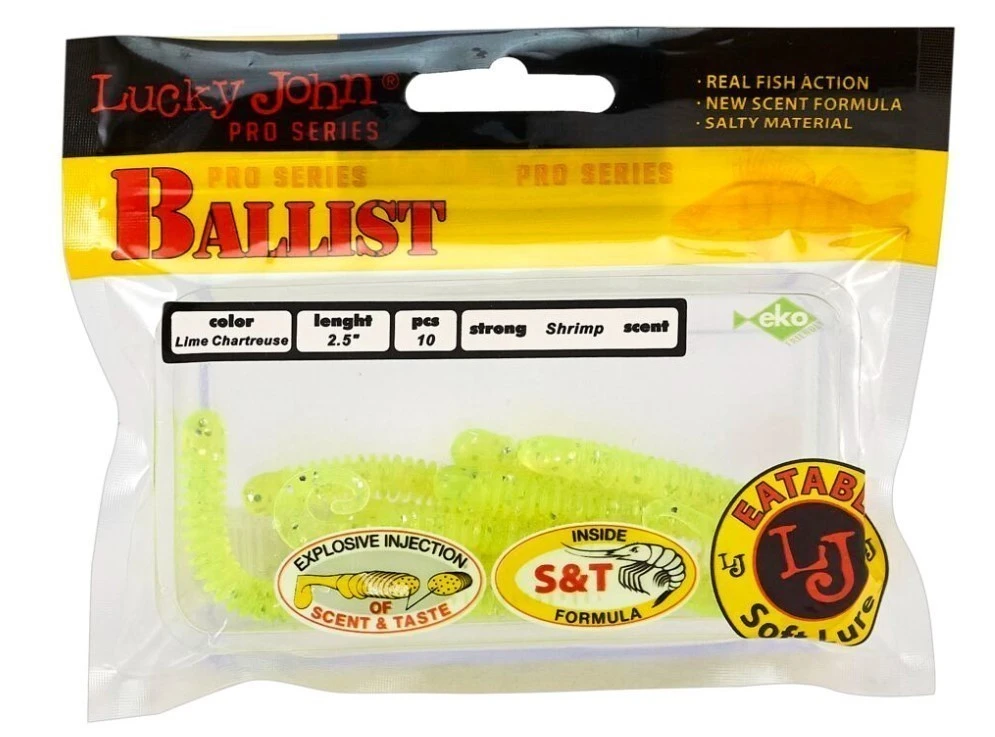 Lucky John®
PRO SERIES
· REAL FISH ACTION
· NEW SCENT FORMULA
· SALTY MATERIAL
PRO SERIES PRO SERIES
BALLIST
color lenght pcs strong Shrimp scent
Lime Chartreuse 2.5" 10
eko
EXPLOSIVE INJECTION
OF
SCENT & TASTE
INSIDE
S&T
FORMULA
EATABL
LJ LJ LJ
Soft Lure